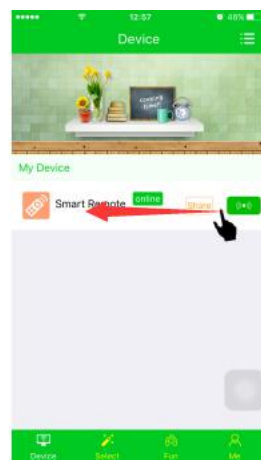 12:57
48%
Device
My Device
Smart Remote
online
Share
Device
Select
Fun
Me